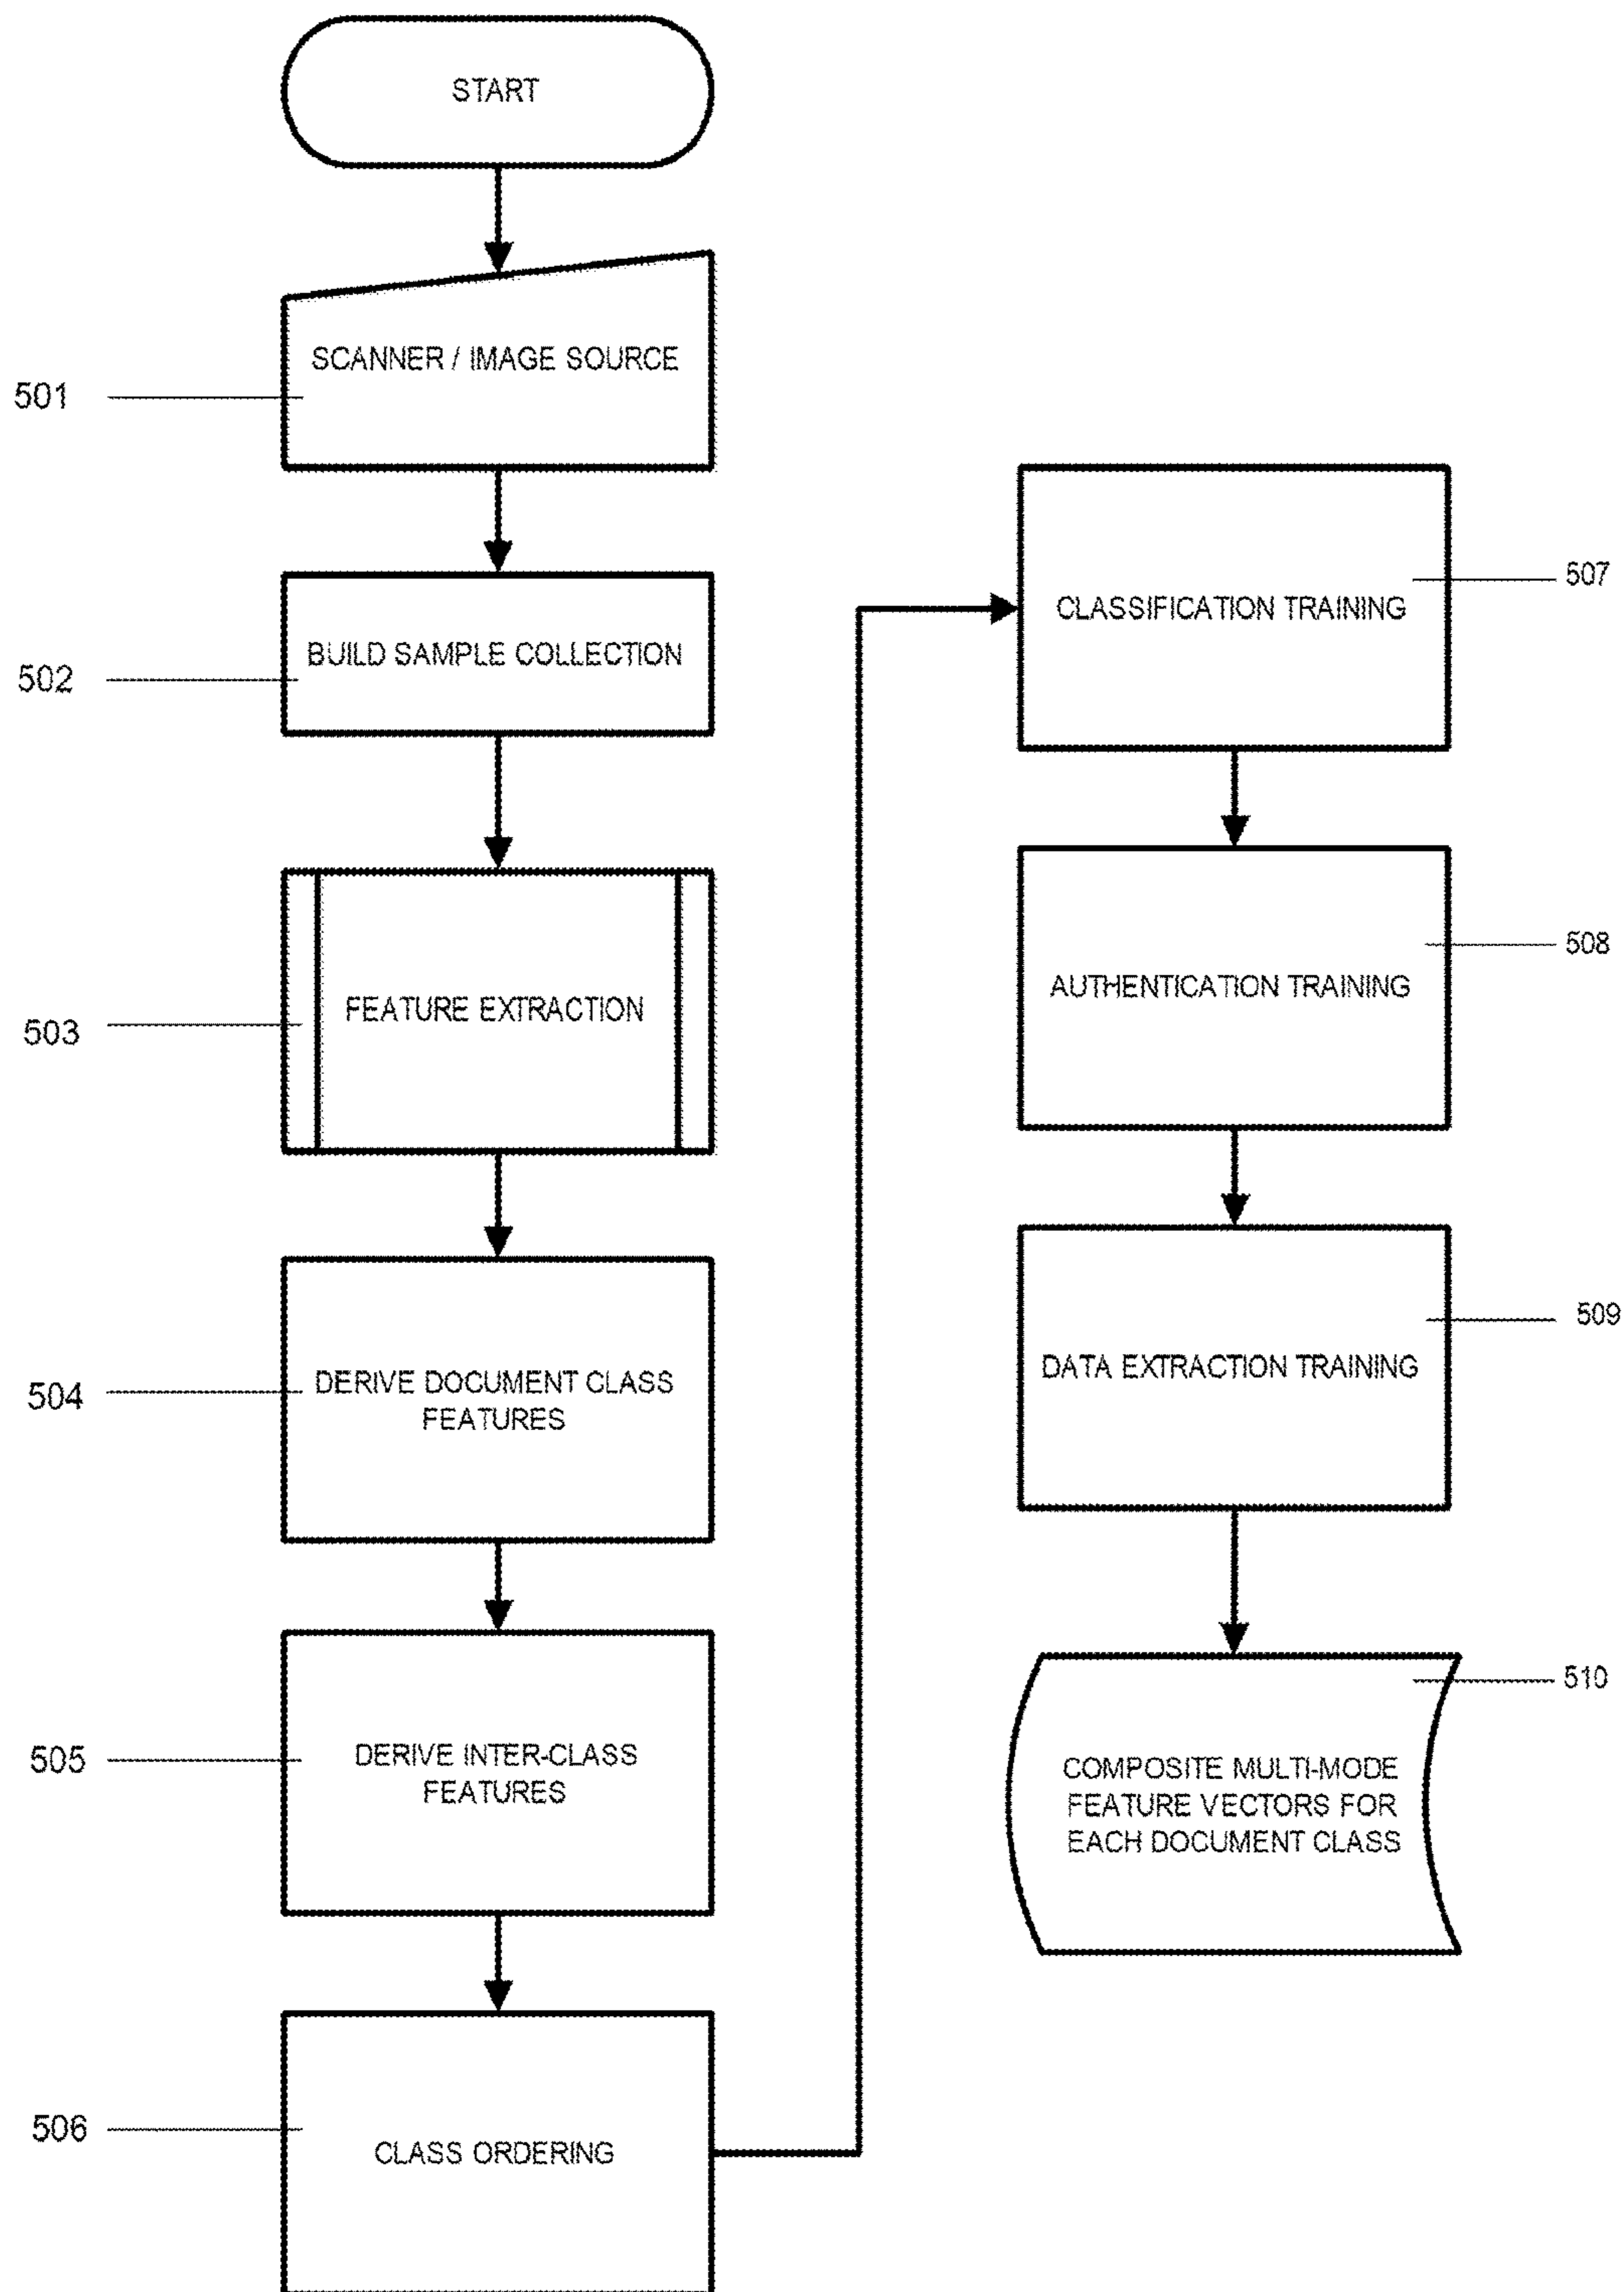 START
SCANNER / IMAGE SOURCE
501
BUILD SAMPLE COLLECTION
502
FEATURE EXTRACTION
503
DERIVE DOCUMENT CLASS
FEATURES
504
DERIVE INTER-CLASS
FEATURES
505
CLASS ORDERING
506
CLASSIFICATION TRAINING
507
AUTHENTICATION TRAINING
508
DATA EXTRACTION TRAINING
509
COMPOSITE MULTI-MODE
FEATURE VECTORS FOR
EACH DOCUMENT CLASS
510